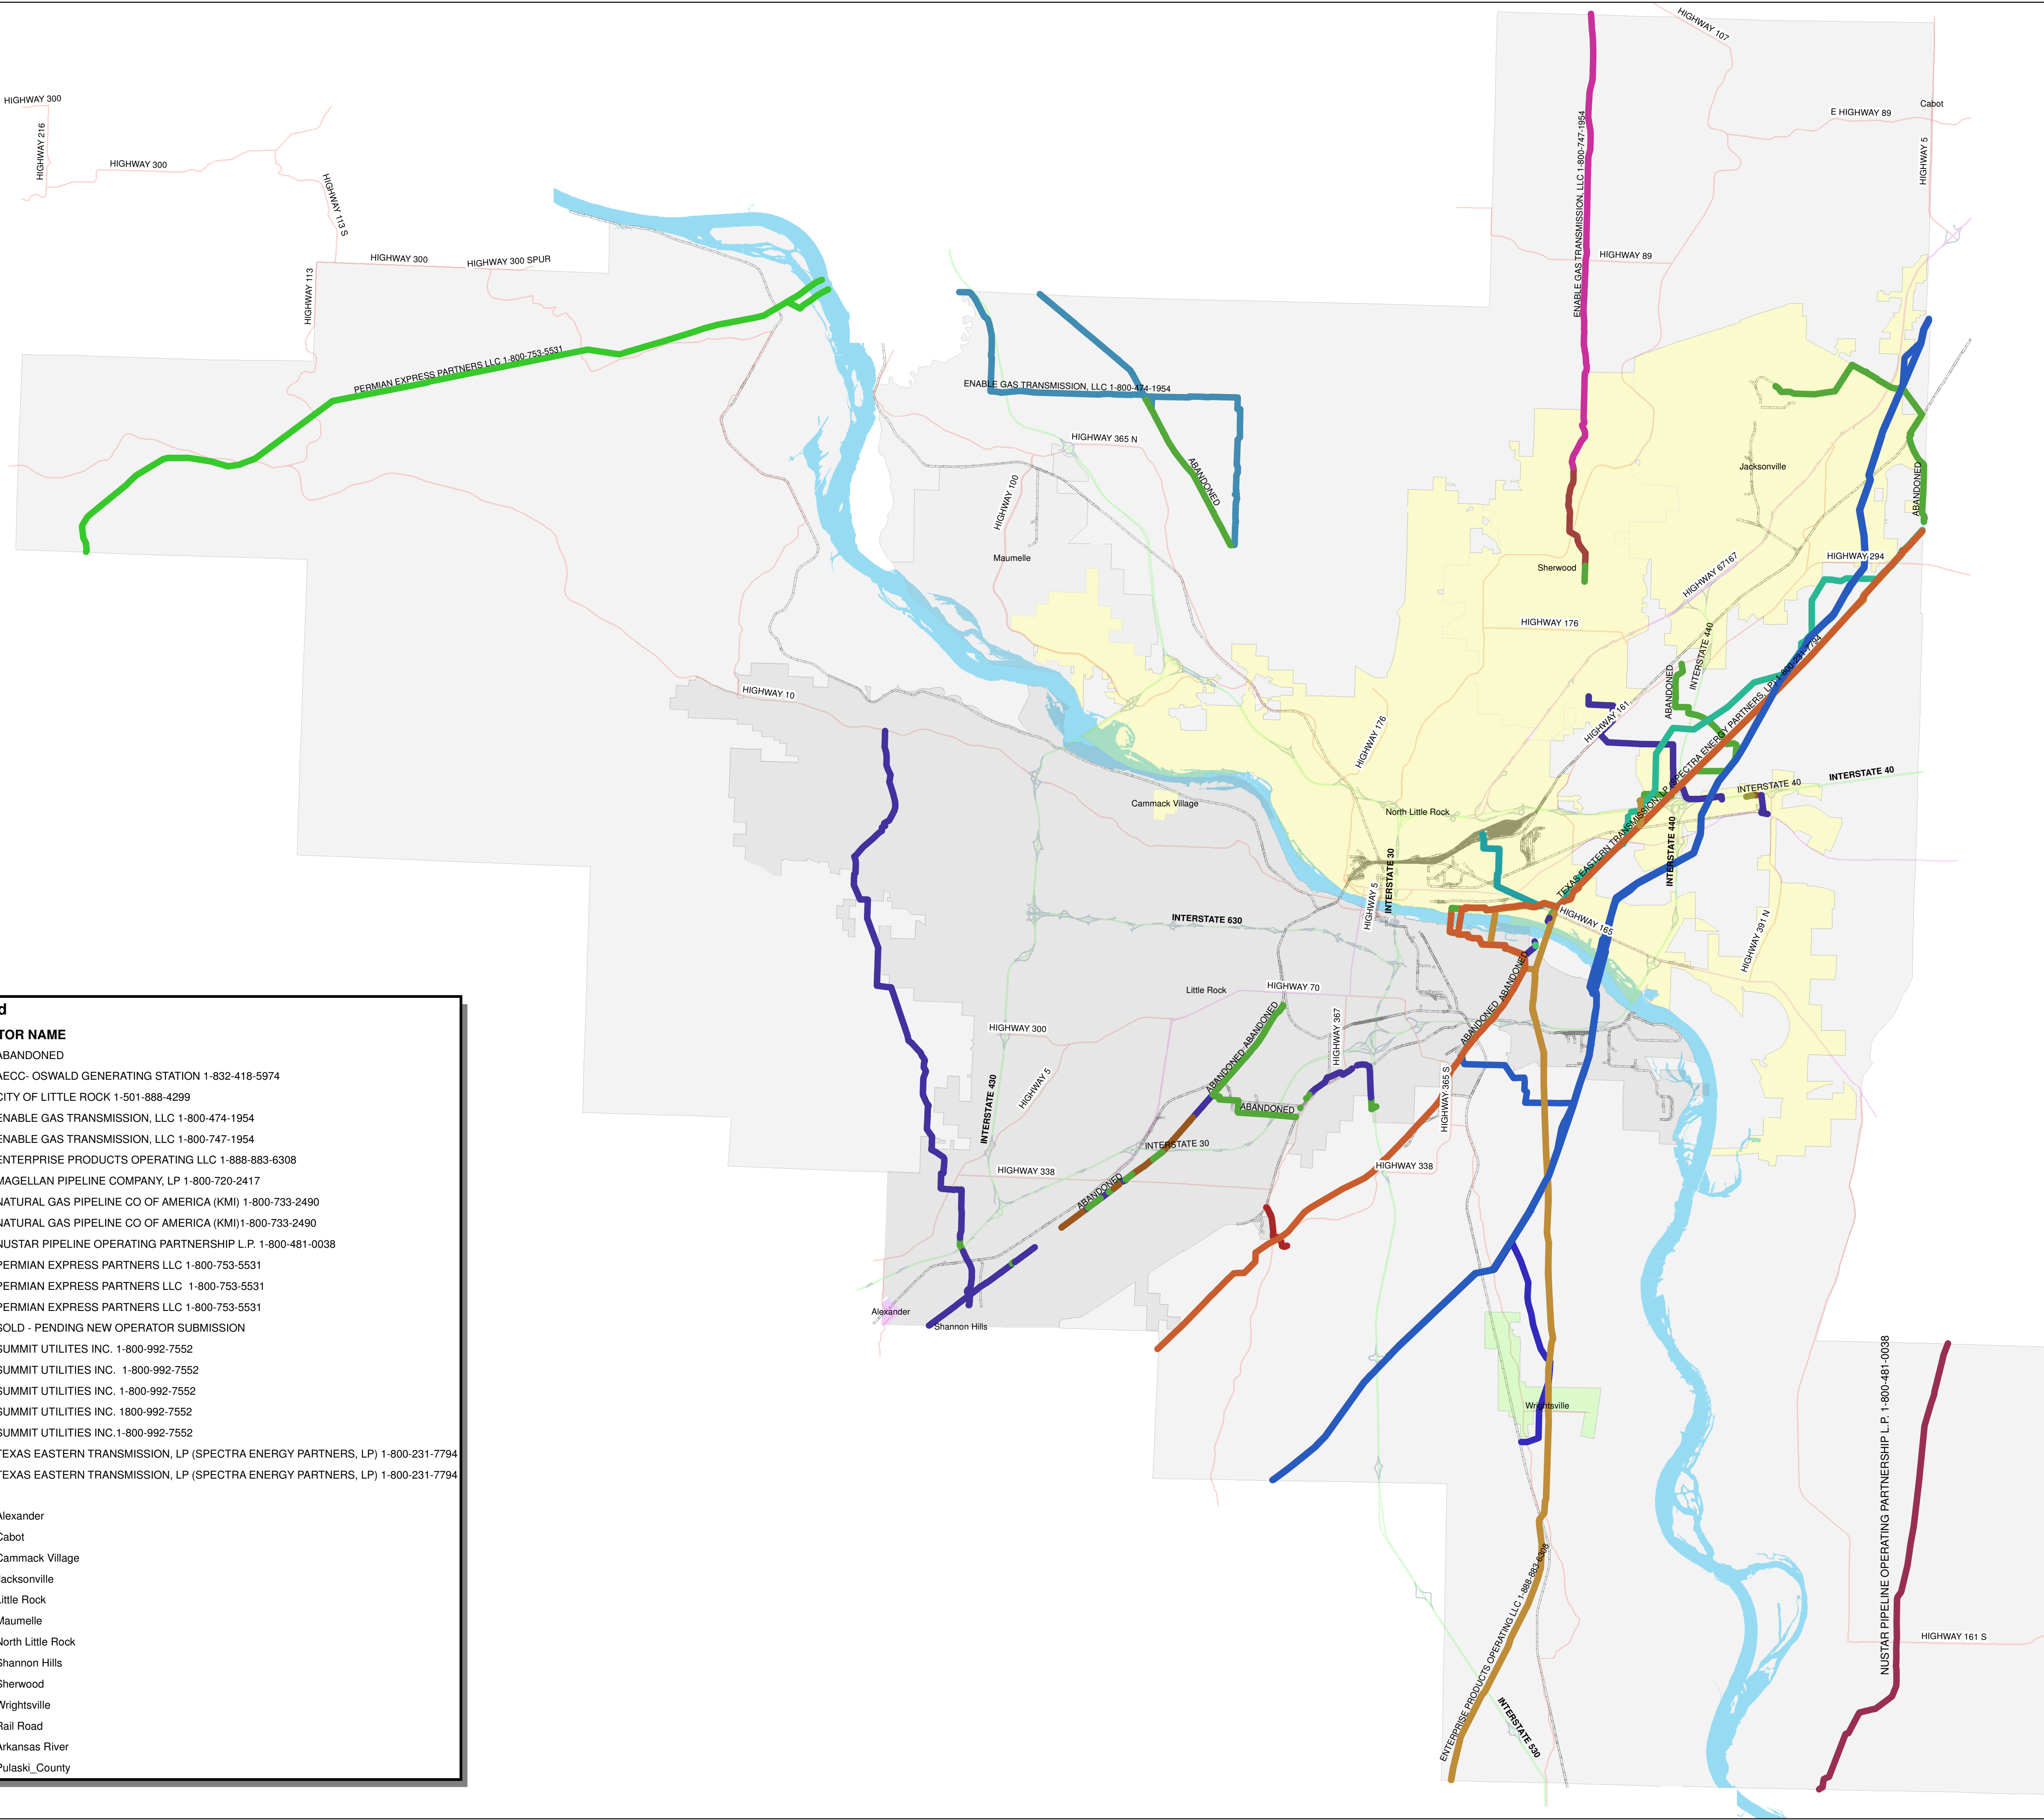 HIGHWAY 107
HIGHWAY 300
Cabot
E HIGHWAY 89
HIGHWAY 216
HIGHWAY 5
HIGHWAY 300
ENABLE GAS TRANSMISSION, LLC 1-800-747-1954
HIGHWAY 113 S
HIGHWAY 89
HIGHWAY 300
HIGHWAY 300 SPUR
HIGHWAY 113
PERMIAN EXPRESS PARTNERS LLC 1-800-753-5531
ENABLE GAS TRANSMISSION, LLC 1-800-474-1954
HIGHWAY 365 N
Jacksonville
ABANDONED
ABANDONED
HIGHWAY 100
Maumelle
HIGHWAY 294
Sherwood
HIGHWAY 67167
HIGHWAY 176
INTERSTATE 440
ABANDONED
HIGHWAY 10
HIGHWAY 161
HIGHWAY 176
TEXAS EASTERN TRANSMISSION, LP (SPECTRA ENERGY PARTNERS, LP) 1-800-231-7794
INTERSTATE 40
INTERSTATE 40
Cammack Village
North Little Rock
INTERSTATE 440
INTERSTATE 30
HIGHWAY 5
INTERSTATE 630
HIGHWAY 165
HIGHWAY 391 N
ABANDONED
ABANDONED
HIGHWAY 70
Little Rock
HIGHWAY 300
HIGHWAY 367
ABANDONED
ABANDONED
HIGHWAY 5
INTERSTATE 430
ABANDONED
HIGHWAY 365 S
INTERSTATE 30
HIGHWAY 338
HIGHWAY 338
ABANDONED
Alexander
Shannon Hills
Wrightsville
NUSTAR PIPELINE OPERATING PARTNERSHIP L.P. 1-800-481-0038
ENTERPRISE PRODUCTS OPERATING LLC 1-888-883-6308
HIGHWAY 161 S
INTERSTATE 530
d
TOR NAME
ABANDONED
AECC- OSWALD GENERATING STATION 1-832-418-5974
CITY OF LITTLE ROCK 1-501-888-4299
ENABLE GAS TRANSMISSION, LLC 1-800-474-1954
ENABLE GAS TRANSMISSION, LLC 1-800-747-1954
ENTERPRISE PRODUCTS OPERATING LLC 1-888-883-6308
MAGELLAN PIPELINE COMPANY, LP 1-800-720-2417
NATURAL GAS PIPELINE CO OF AMERICA (KMI) 1-800-733-2490
NATURAL GAS PIPELINE CO OF AMERICA (KMI)1-800-733-2490
NUSTAR PIPELINE OPERATING PARTNERSHIP L.P. 1-800-481-0038
PERMIAN EXPRESS PARTNERS LLC 1-800-753-5531
PERMIAN EXPRESS PARTNERS LLC  1-800-753-5531
PERMIAN EXPRESS PARTNERS LLC 1-800-753-5531
SOLD - PENDING NEW OPERATOR SUBMISSION
SUMMIT UTILITES INC. 1-800-992-7552
SUMMIT UTILITIES INC.  1-800-992-7552
SUMMIT UTILITIES INC. 1-800-992-7552
SUMMIT UTILITIES INC. 1800-992-7552
SUMMIT UTILITIES INC.1-800-992-7552
TEXAS EASTERN TRANSMISSION, LP (SPECTRA ENERGY PARTNERS, LP) 1-800-231-7794
TEXAS EASTERN TRANSMISSION, LP (SPECTRA ENERGY PARTNERS, LP) 1-800-231-7794
Alexander
Cabot
Cammack Village
Jacksonville
Little Rock
Maumelle
North Little Rock
Shannon Hills
Sherwood
Wrightsville
Rail Road
Arkansas River
Pulaski_County